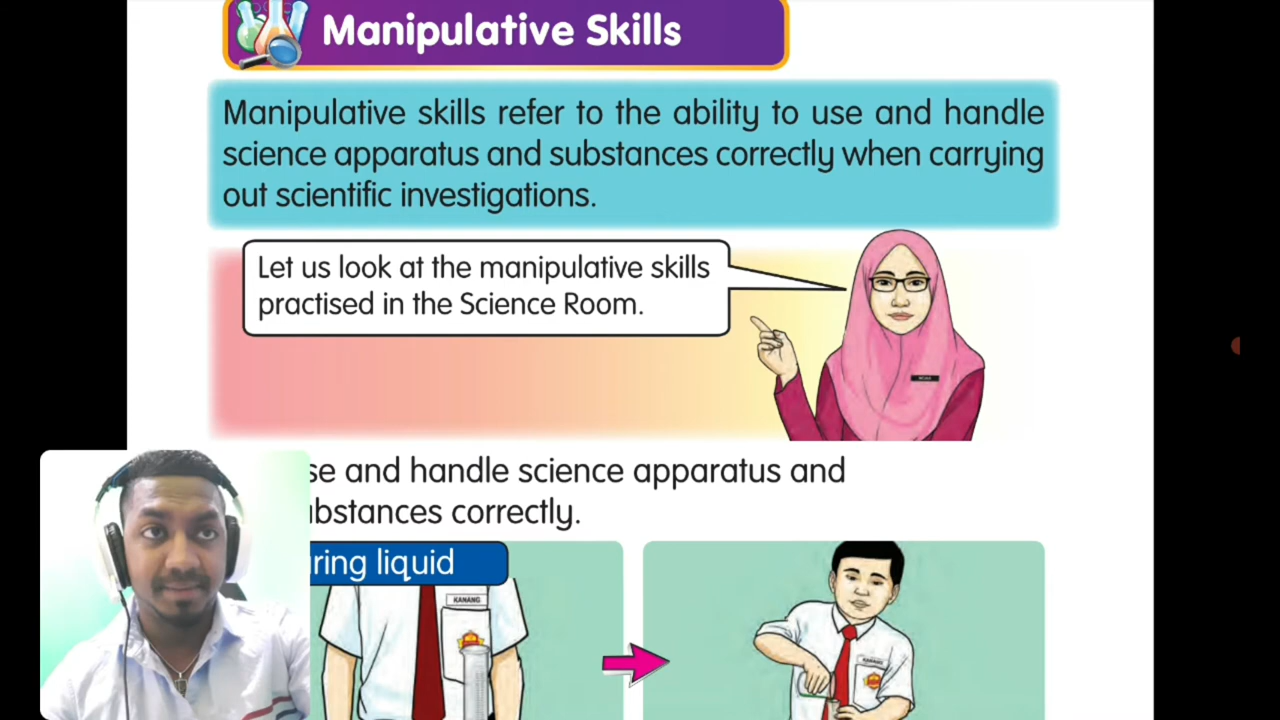 Manipulative Skills
Manipulative skills refer to the ability to use and handle
science apparatus and substances correctly when carrying
out scientific investigations.
Let us look at the manipulative skills
practised in the Science Room.
se and handle science apparatus and
bstances correctly.
ring liquid
KANANG
KANANG